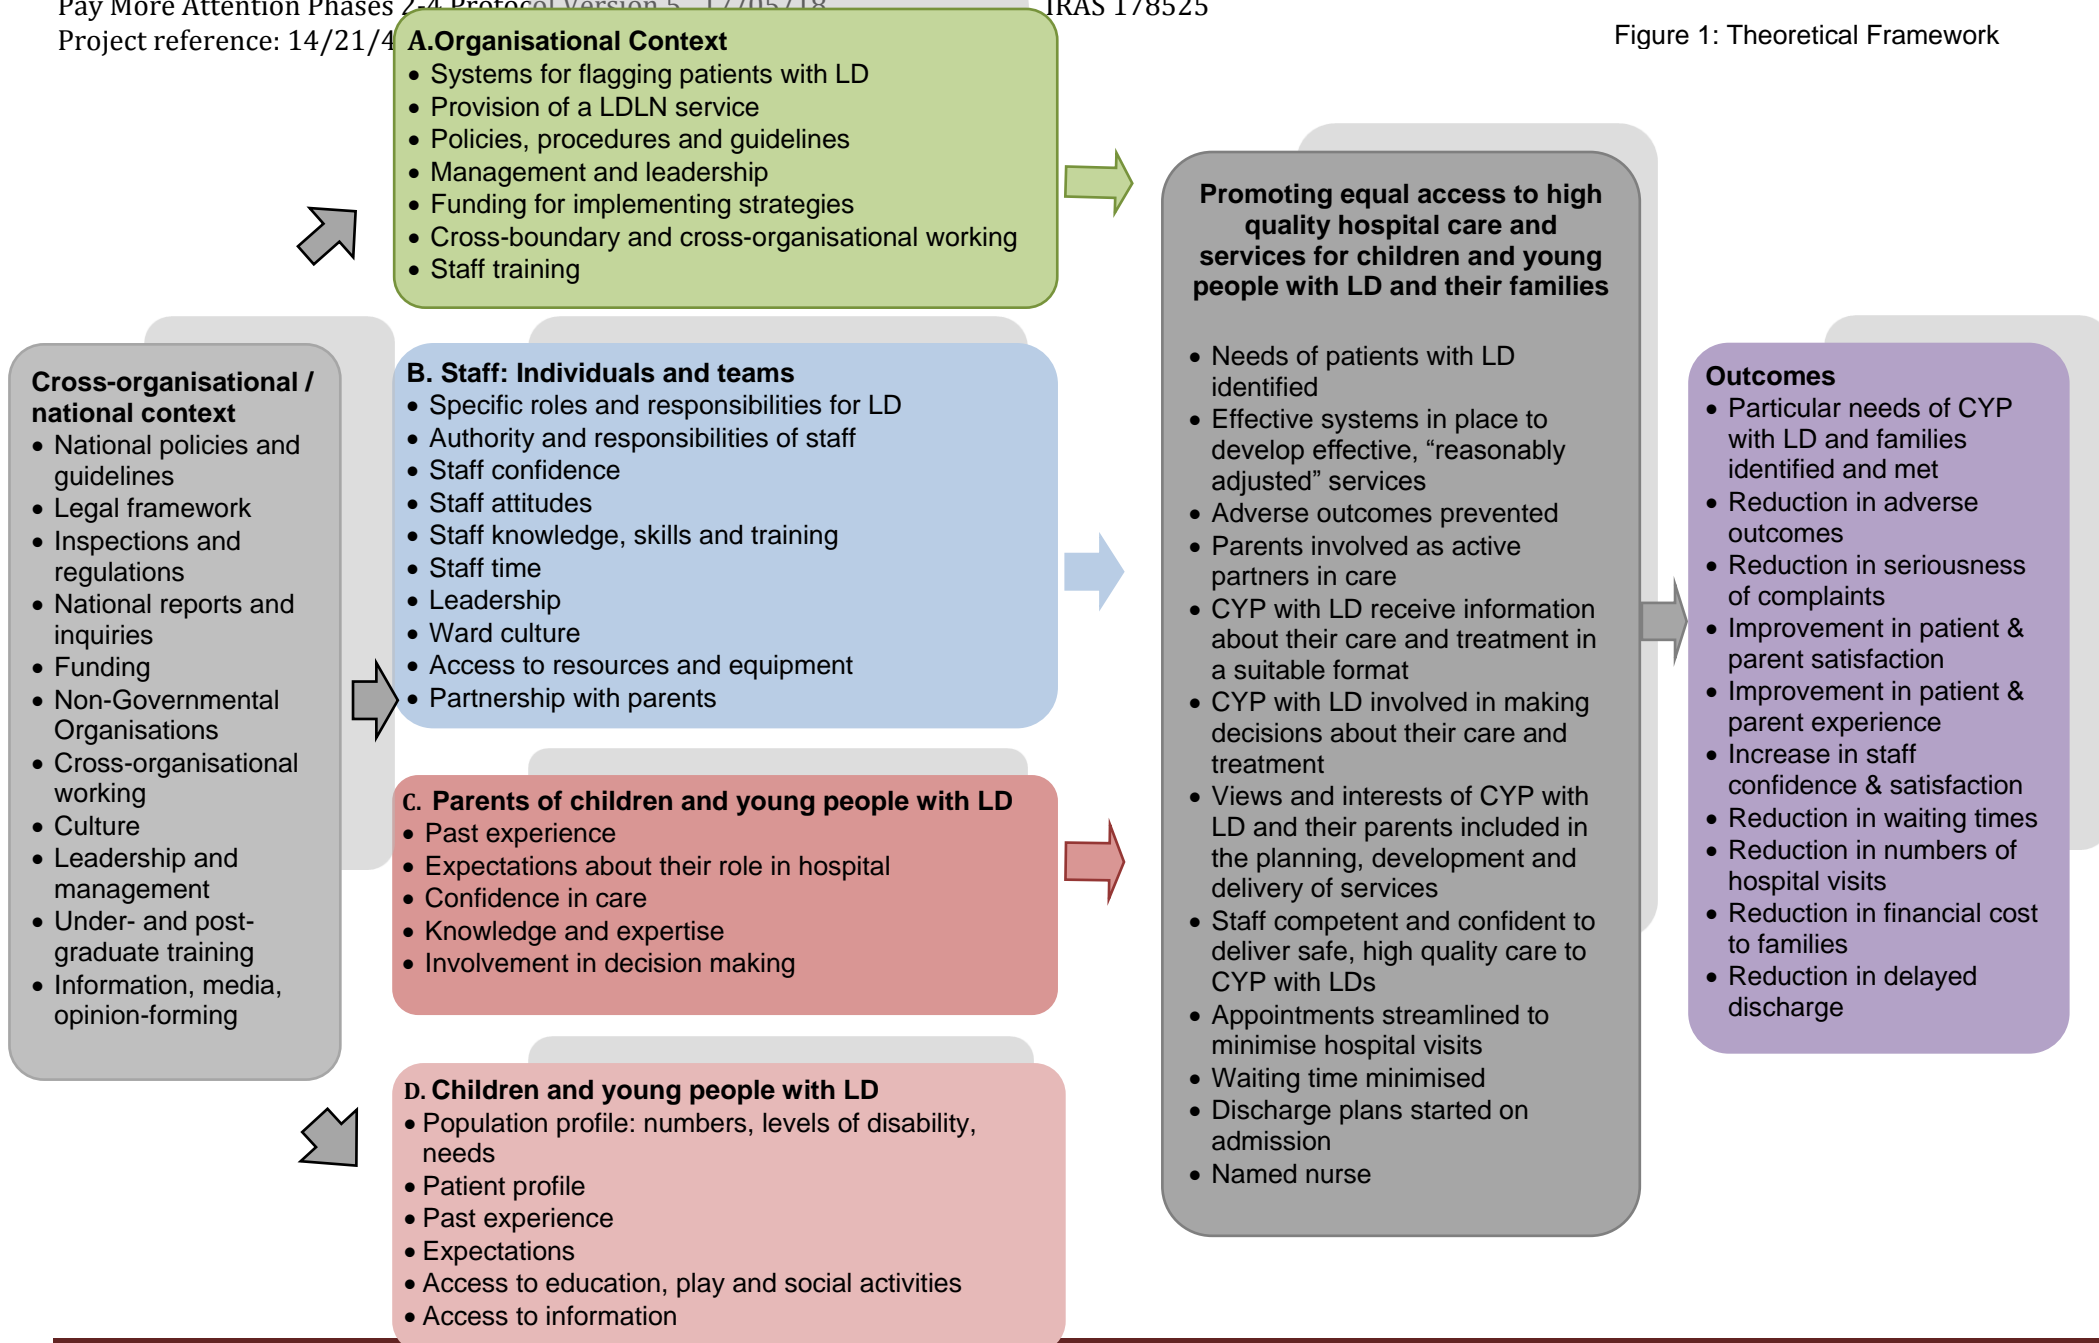 Pay More Attention Phases 2-4 Protocol Version 5 17/05/18
IRAS 178525
Project reference: 14/21/4
Figure 1: Theoretical Framework
A.Organisational Context
• Systems for flagging patients with LD
• Provision of a LDLN service
• Policies, procedures and guidelines
• Management and leadership
• Funding for implementing strategies
• Cross-boundary and cross-organisational working
• Staff training
Cross-organisational /
national context
• National policies and
guidelines
• Legal framework
• Inspections and
regulations
• National reports and
inquiries
• Funding
• Non-Governmental
Organisations
• Cross-organisational
working
• Culture
• Leadership and
management
• Under- and post-
graduate training
• Information, media,
opinion-forming
B. Staff: Individuals and teams
• Specific roles and responsibilities for LD
• Authority and responsibilities of staff
• Staff confidence
• Staff attitudes
• Staff knowledge, skills and training
• Staff time
• Leadership
• Ward culture
• Access to resources and equipment
• Partnership with parents
C. Parents of children and young people with LD
• Past experience
• Expectations about their role in hospital
• Confidence in care
• Knowledge and expertise
• Involvement in decision making
D. Children and young people with LD
• Population profile: numbers, levels of disability,
needs
• Patient profile
• Past experience
• Expectations
• Access to education, play and social activities
• Access to information
Promoting equal access to high
quality hospital care and
services for children and young
people with LD and their families
• Needs of patients with LD
identified
• Effective systems in place to
develop effective, “reasonably
adjusted” services
• Adverse outcomes prevented
• Parents involved as active
partners in care
• CYP with LD receive information
about their care and treatment in
a suitable format
• CYP with LD involved in making
decisions about their care and
treatment
• Views and interests of CYP with
LD and their parents included in
the planning, development and
delivery of services
• Staff competent and confident to
deliver safe, high quality care to
CYP with LDs
• Appointments streamlined to
minimise hospital visits
• Waiting time minimised
• Discharge plans started on
admission
• Named nurse
Outcomes
• Particular needs of CYP
with LD and families
identified and met
• Reduction in adverse
outcomes
• Reduction in seriousness
of complaints
• Improvement in patient &
parent satisfaction
• Improvement in patient &
parent experience
• Increase in staff
confidence & satisfaction
• Reduction in waiting times
• Reduction in numbers of
hospital visits
• Reduction in financial cost
to families
• Reduction in delayed
discharge